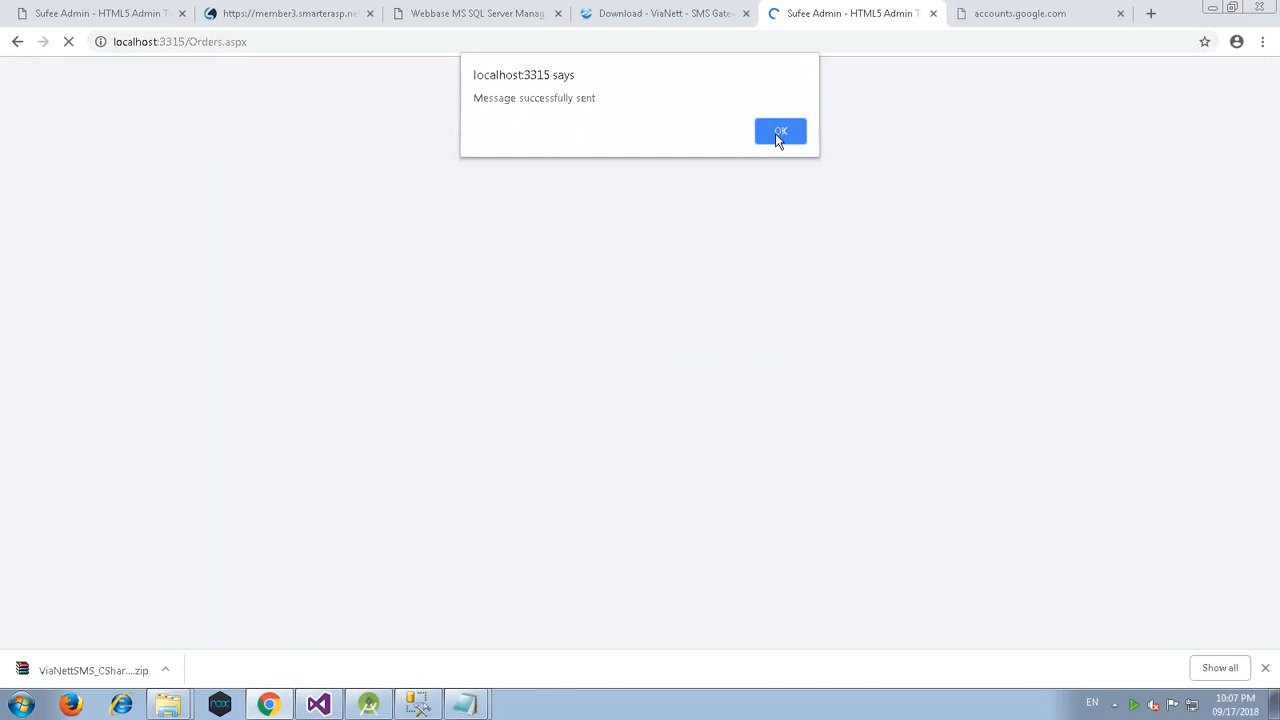 Sufee Admin - HTML5 Admin T
https://member3.smarterasp.ne
Webbase MS SQL Server Manag
Download - ViaNett - SMS Gatew
Sufee Admin - HTML5 Admin T
accounts.google.com
localhost:3315/Orders.aspx
localhost:3315 says
Message successfully sent
OK
ViaNettSMS_CShar....zip
Show all
nox
EN
10:07 PM
09/17/2018